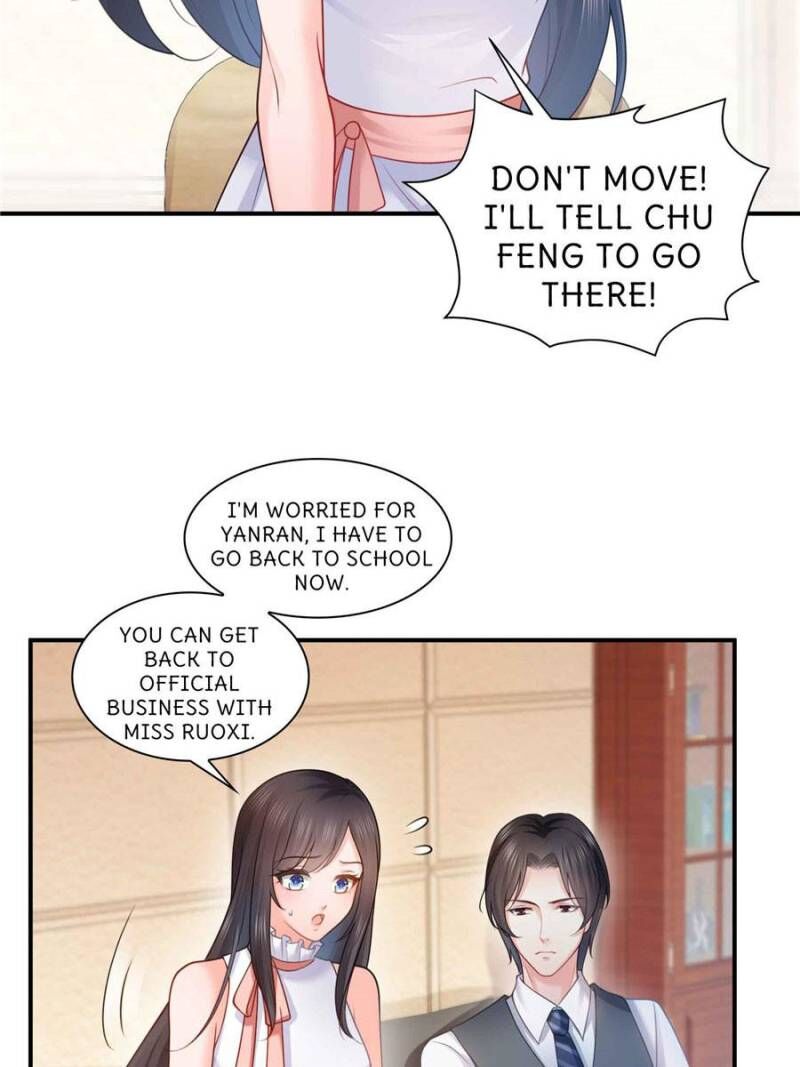 DON'T MOVE!
I'LL TELL CHU
FENG TO GO
THERE!
I'M WORRIED FOR
YANRAN, I HAVE TO
GO BACK TO SCHOOL
NOW.
YOU CAN GET
BACK TO
OFFICIAL
BUSINESS WITH
MISS RUOXI.